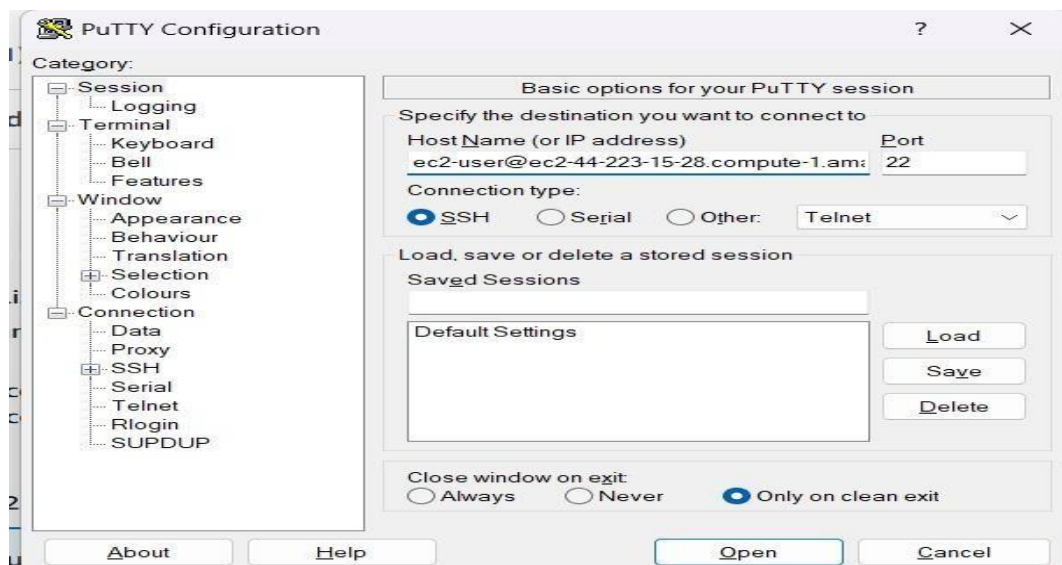 PuTTY Configuration
?
Category:
Session
Logging
Terminal
Keyboard
Bell
Features
Window
Appearance
Behaviour
Translation
Selection
Colours
Connection
Data
Proxy
SSH
Serial
Telnet
Rlogin
SUPDUP
Basic options for your PuTTY session
Specify the destination you want to connect to
Host Name (or IP address) Port
ec2-user@ec2-44-223-15-28.compute-1.ama 22
Connection type:
SSH Serial Other: Telnet
Load, save or delete a stored session
Saved Sessions
Default Settings
Load
Save
Delete
Close window on exit:
Always Never Only on clean exit
About Help Open Cancel